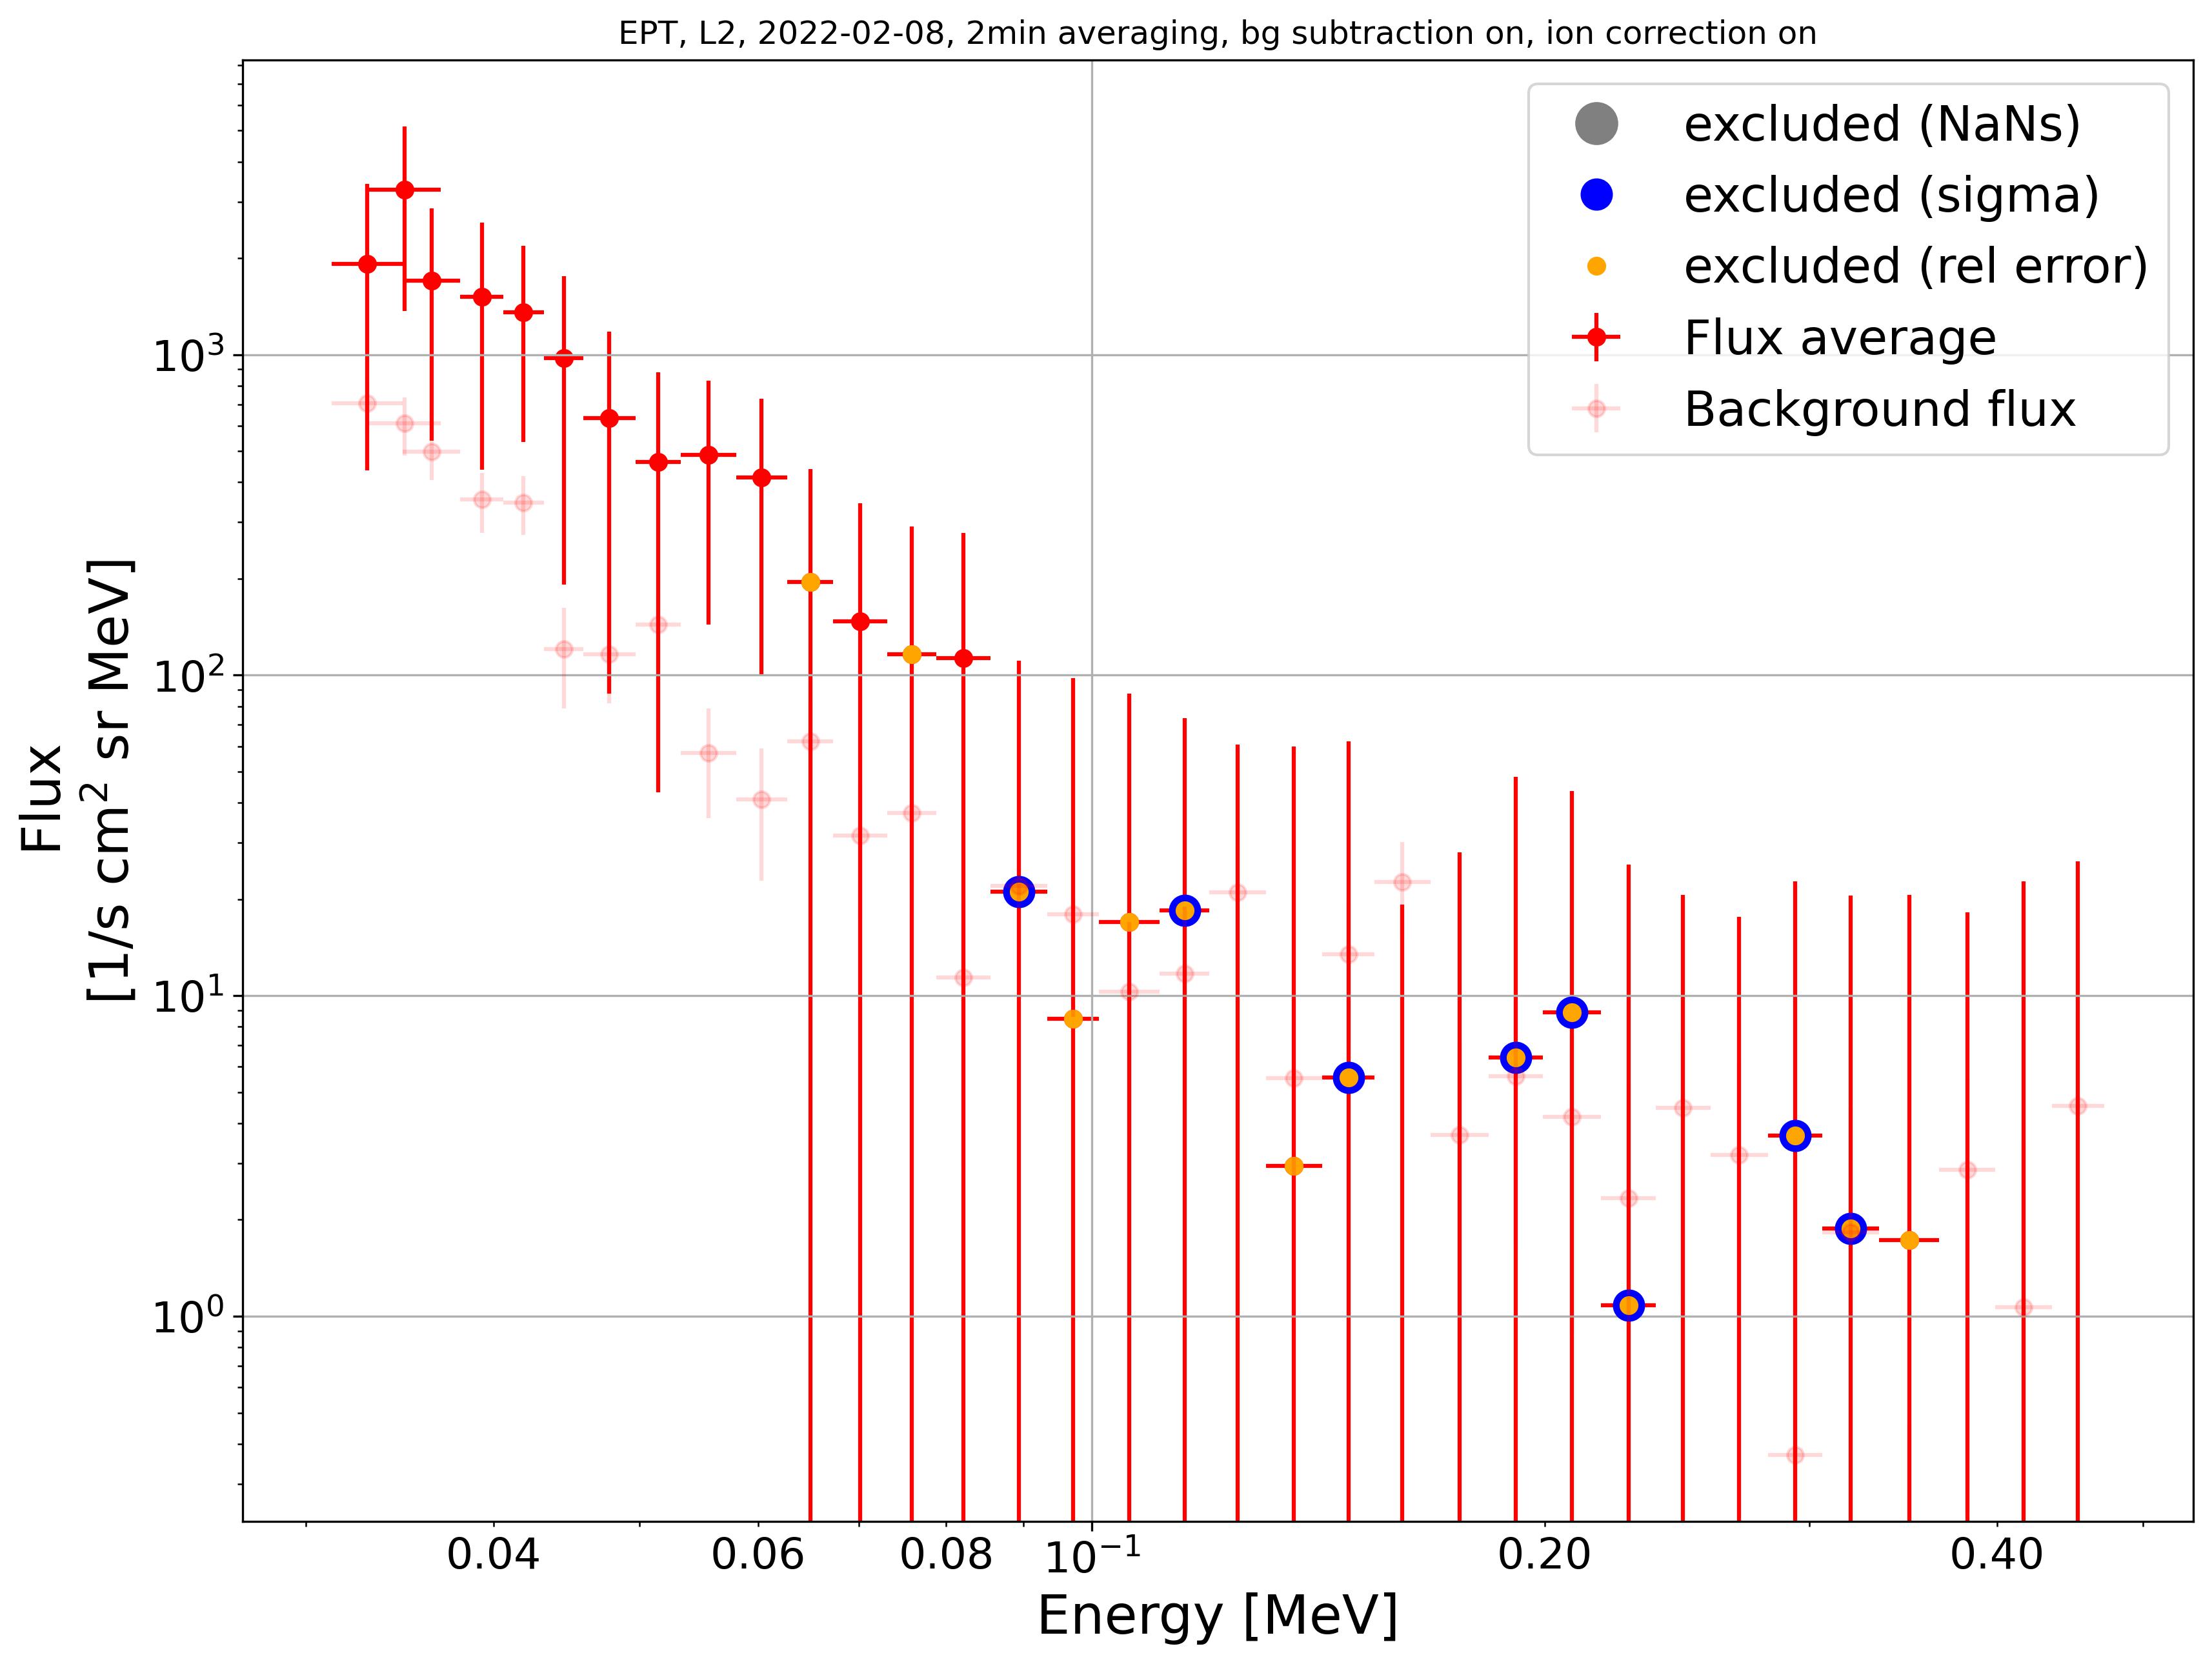 EPT, L2, 2022-02-08, 2min averaging, bg subtraction on, ion correction on
excluded (NaNs)
excluded (sigma)
excluded (rel error)
Flux average
Background flux
Flux
[1/s cm² sr MeV]
10³
10²
10¹
10⁰
0.04 0.06 0.08 10⁻¹ 0.20 0.40
Energy [MeV]